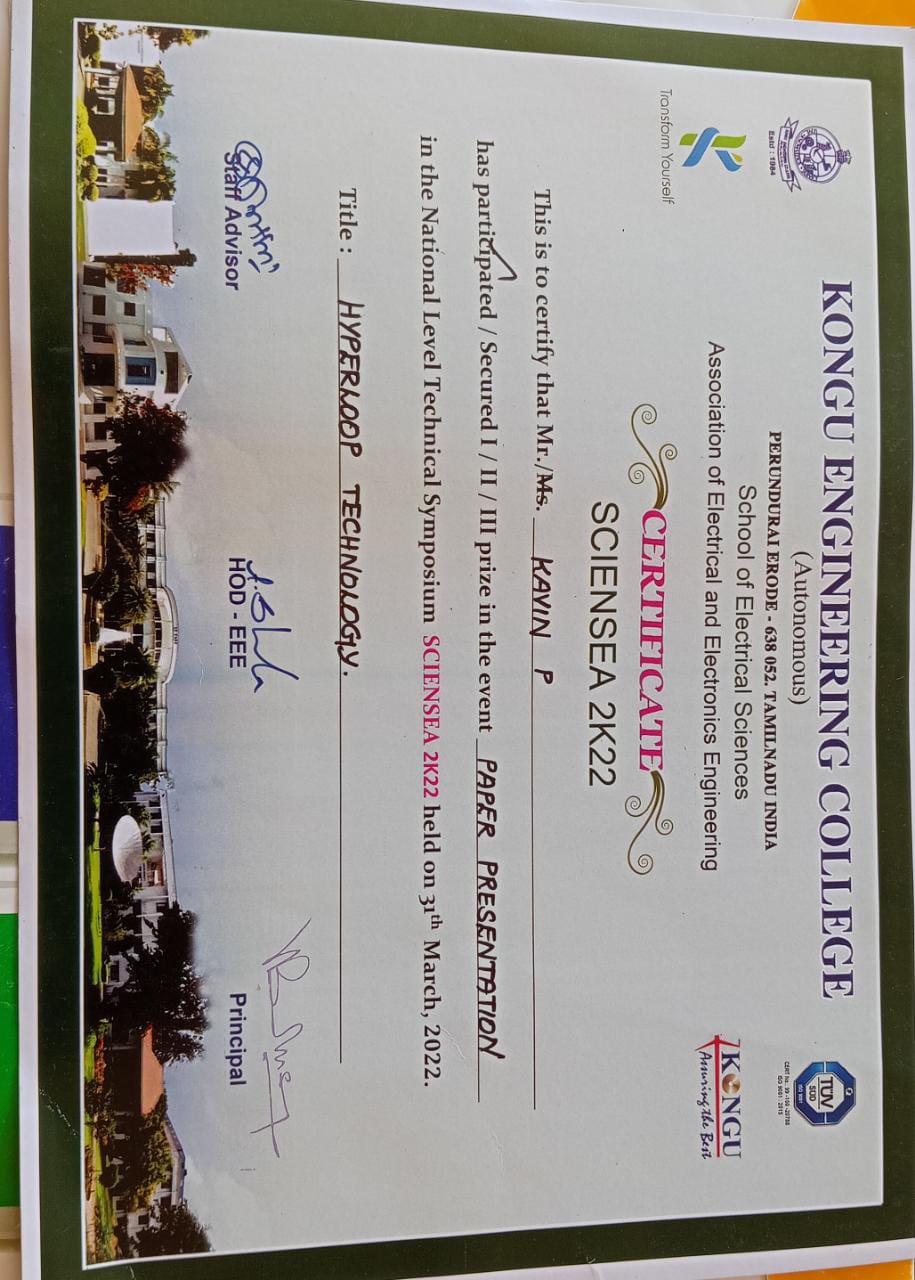 KONGU ENGINEERING COLLEGE
(Autonomous)
PERUNDURAI ERODE - 638 052. TAMILNADU INDIA
School of Electrical Sciences
Association of Electrical and Electronics Engineering
Estd : 1984
Transform Yourself
TÜV
SÜD
ISO 9001
ISO 9001 : 2015
KONGU
Assuring the Best
CERTIFICATE
SCIENSEA 2K22
This is to certify that Mr./Ms. KAVIN P
has participated / Secured I / II / III prize in the event PAPER PRESENTATION
in the National Level Technical Symposium SCIENSEA 2K22 held on 31th March, 2022.
Title : HYPERLOOP TECHNOLOGY.
Staff Advisor
HOD - EEE
Principal